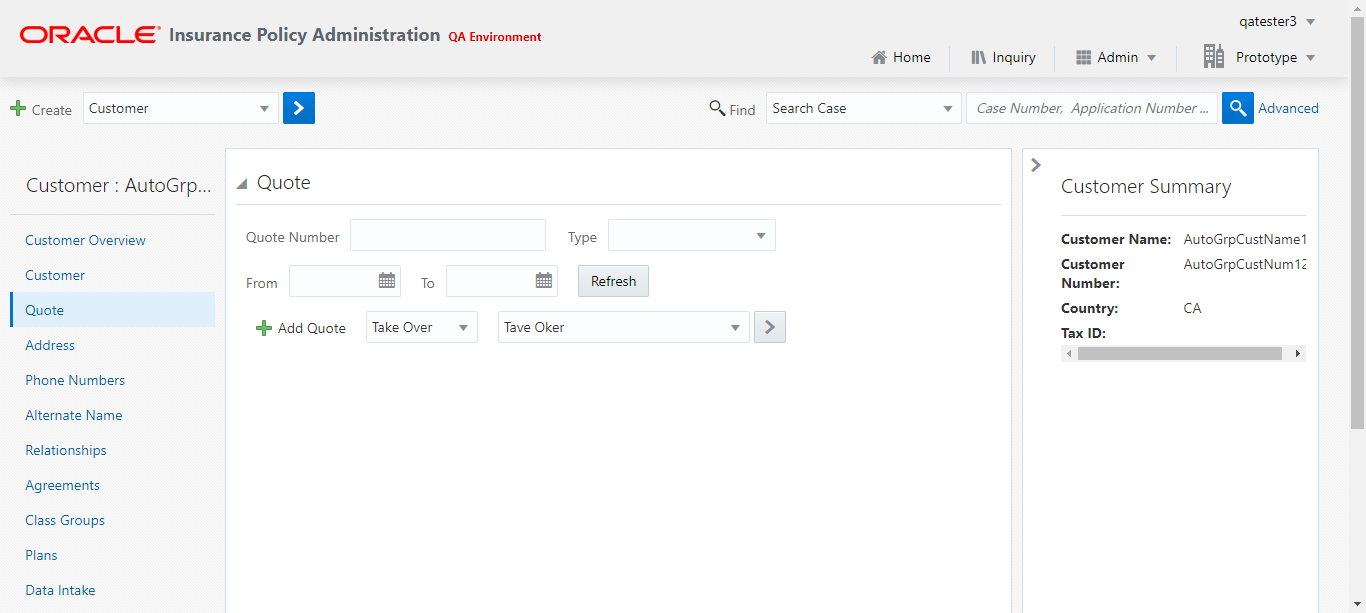 qatester3
ORACLE Insurance Policy Administration QA Environment
Home Inquiry Admin Prototype
Create Customer Find Search Case Case Number, Application Number ... Advanced
Customer : AutoGrp...
Customer Overview
Customer
Quote
Address
Phone Numbers
Alternate Name
Relationships
Agreements
Class Groups
Plans
Data Intake
Quote
Quote Number Type
From To Refresh
Add Quote Take Over Tave Oker
Customer Summary
Customer Name: AutoGrpCustName1
Customer Number: AutoGrpCustNum12
Country: CA
Tax ID: